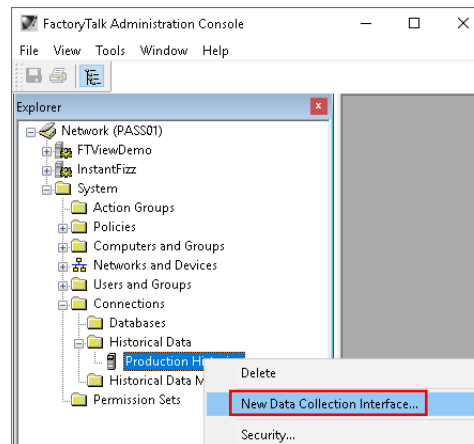 FactoryTalk Administration Console
File View Tools Window Help
Explorer
Network (PASS01)
FTViewDemo
InstantFizz
System
Action Groups
Policies
Computers and Groups
Networks and Devices
Users and Groups
Connections
Databases
Historical Data
Production
Delete
Historical Data
New Data Collection Interface...
Permission Sets
Security...